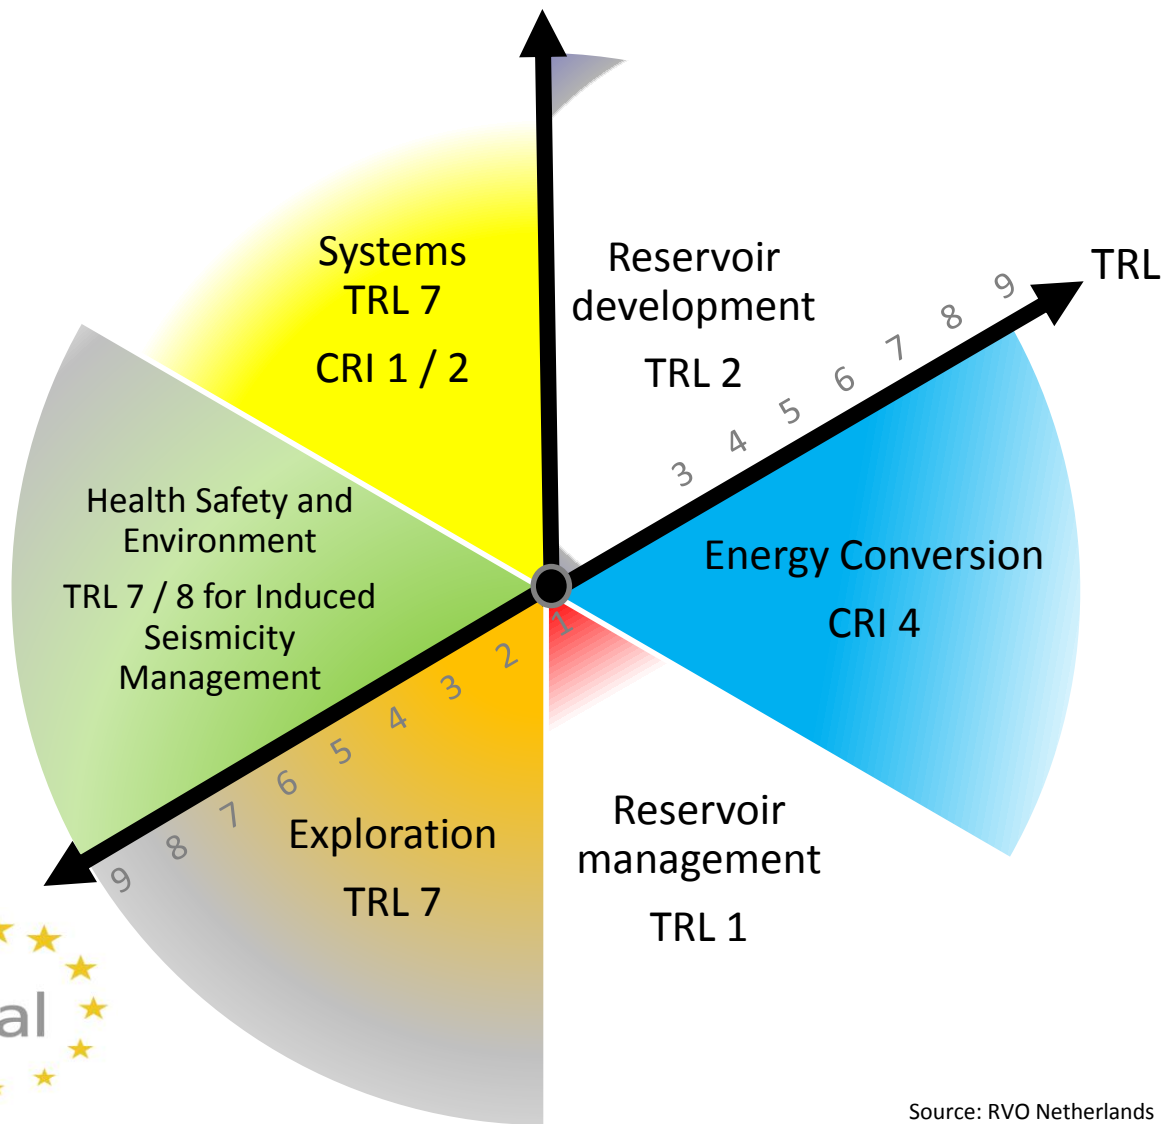 Systems
TRL 7
CRI 1 / 2
Reservoir
development
TRL 2
TRL
3 4 5 6 7 8 9
Health Safety and
Environment
TRL 7 / 8 for Induced
Seismicity
Management
Energy Conversion
CRI 4
1 2 3 4 5 6 7 8 9
Exploration
TRL 7
Reservoir
management
TRL 1
al
Source: RVO Netherlands